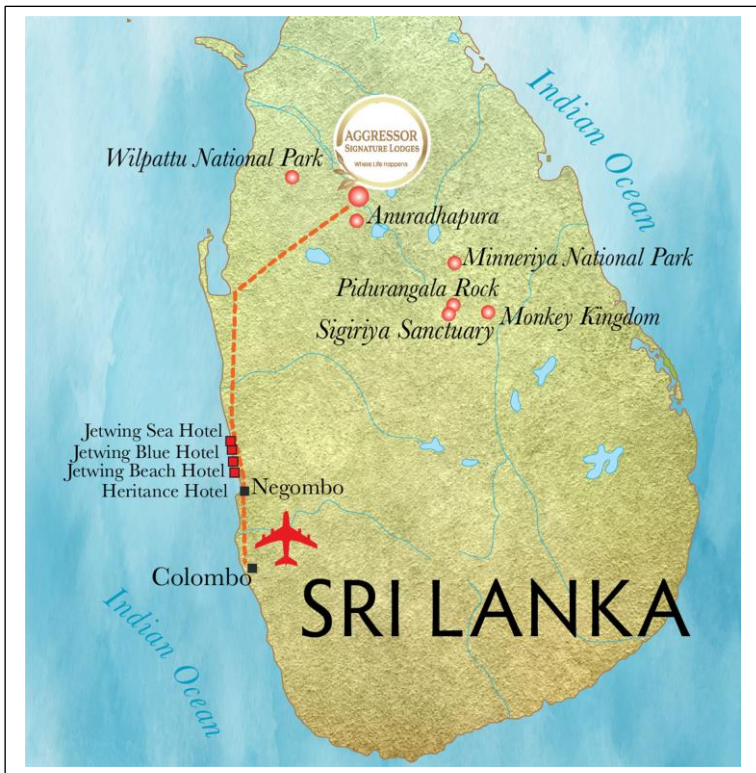 Indian Ocean
AGGRESSOR
SIGNATURE LODGES
Where Life Happens
Wilpattu National Park
Anuradhapura
Minneriya National Park
Pidurangala Rock
Sigiriya Sanctuary
Monkey Kingdom
Jetwing Sea Hotel
Jetwing Blue Hotel
Jetwing Beach Hotel
Heritance Hotel
Negombo
Colombo
SRI LANKA
Indian Ocean